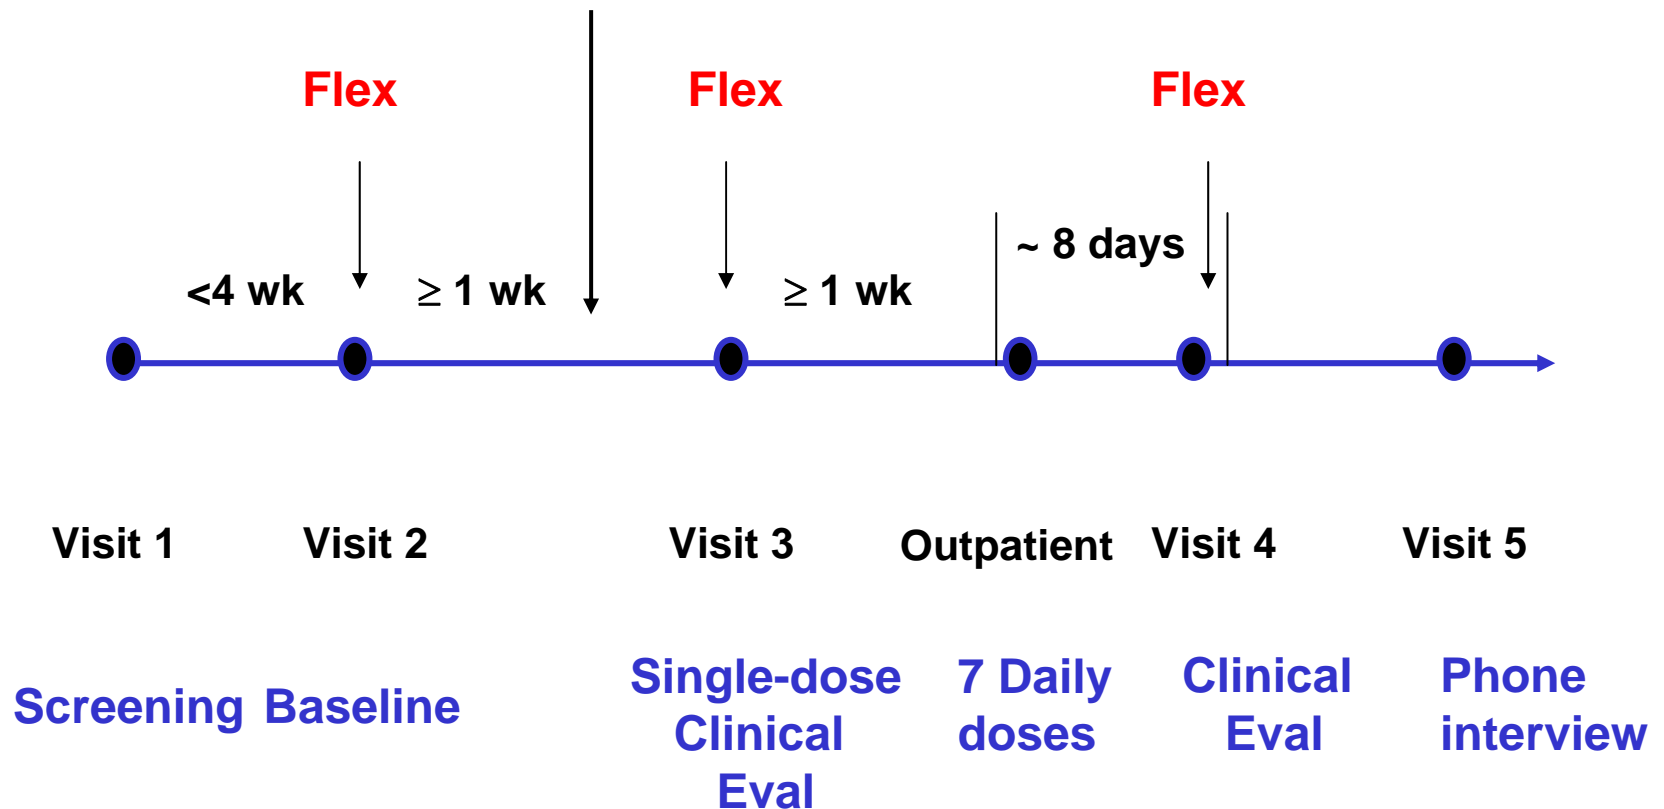 Flex Flex Flex
~ 8 days
<4 wk ≥ 1 wk ≥ 1 wk
Visit 1 Visit 2 Visit 3 Outpatient Visit 4 Visit 5
Screening Baseline
Single-dose
Clinical
Eval
7 Daily
doses
Clinical
Eval
Phone
interview